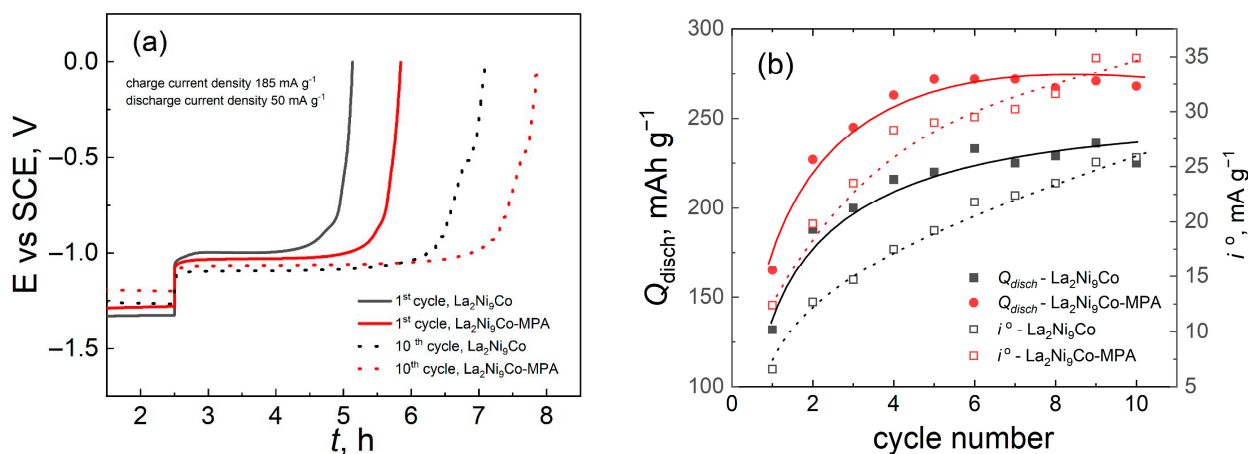 (a)
charge current density 185 mA g⁻¹
discharge current density 50 mA g⁻¹
E vs SCE, V
0.0
−0.5
−1.0
−1.5
1ˢᵗ cycle, La₂Ni₉Co
1ˢᵗ cycle, La₂Ni₉Co-MPA
10 ᵗʰ cycle, La₂Ni₉Co
10ᵗʰ cycle, La₂Ni₉Co-MPA
2 3 4 5 6 7 8
t, h
(b)
Q_disch, mAh g⁻¹
300
250
200
150
100
35
30
25
20
15
10
5
i °, mA g⁻¹
Q_disch - La₂Ni₉Co
Q_disch - La₂Ni₉Co-MPA
i ° - La₂Ni₉Co
i ° - La₂Ni₉Co-MPA
0 2 4 6 8 10
cycle number